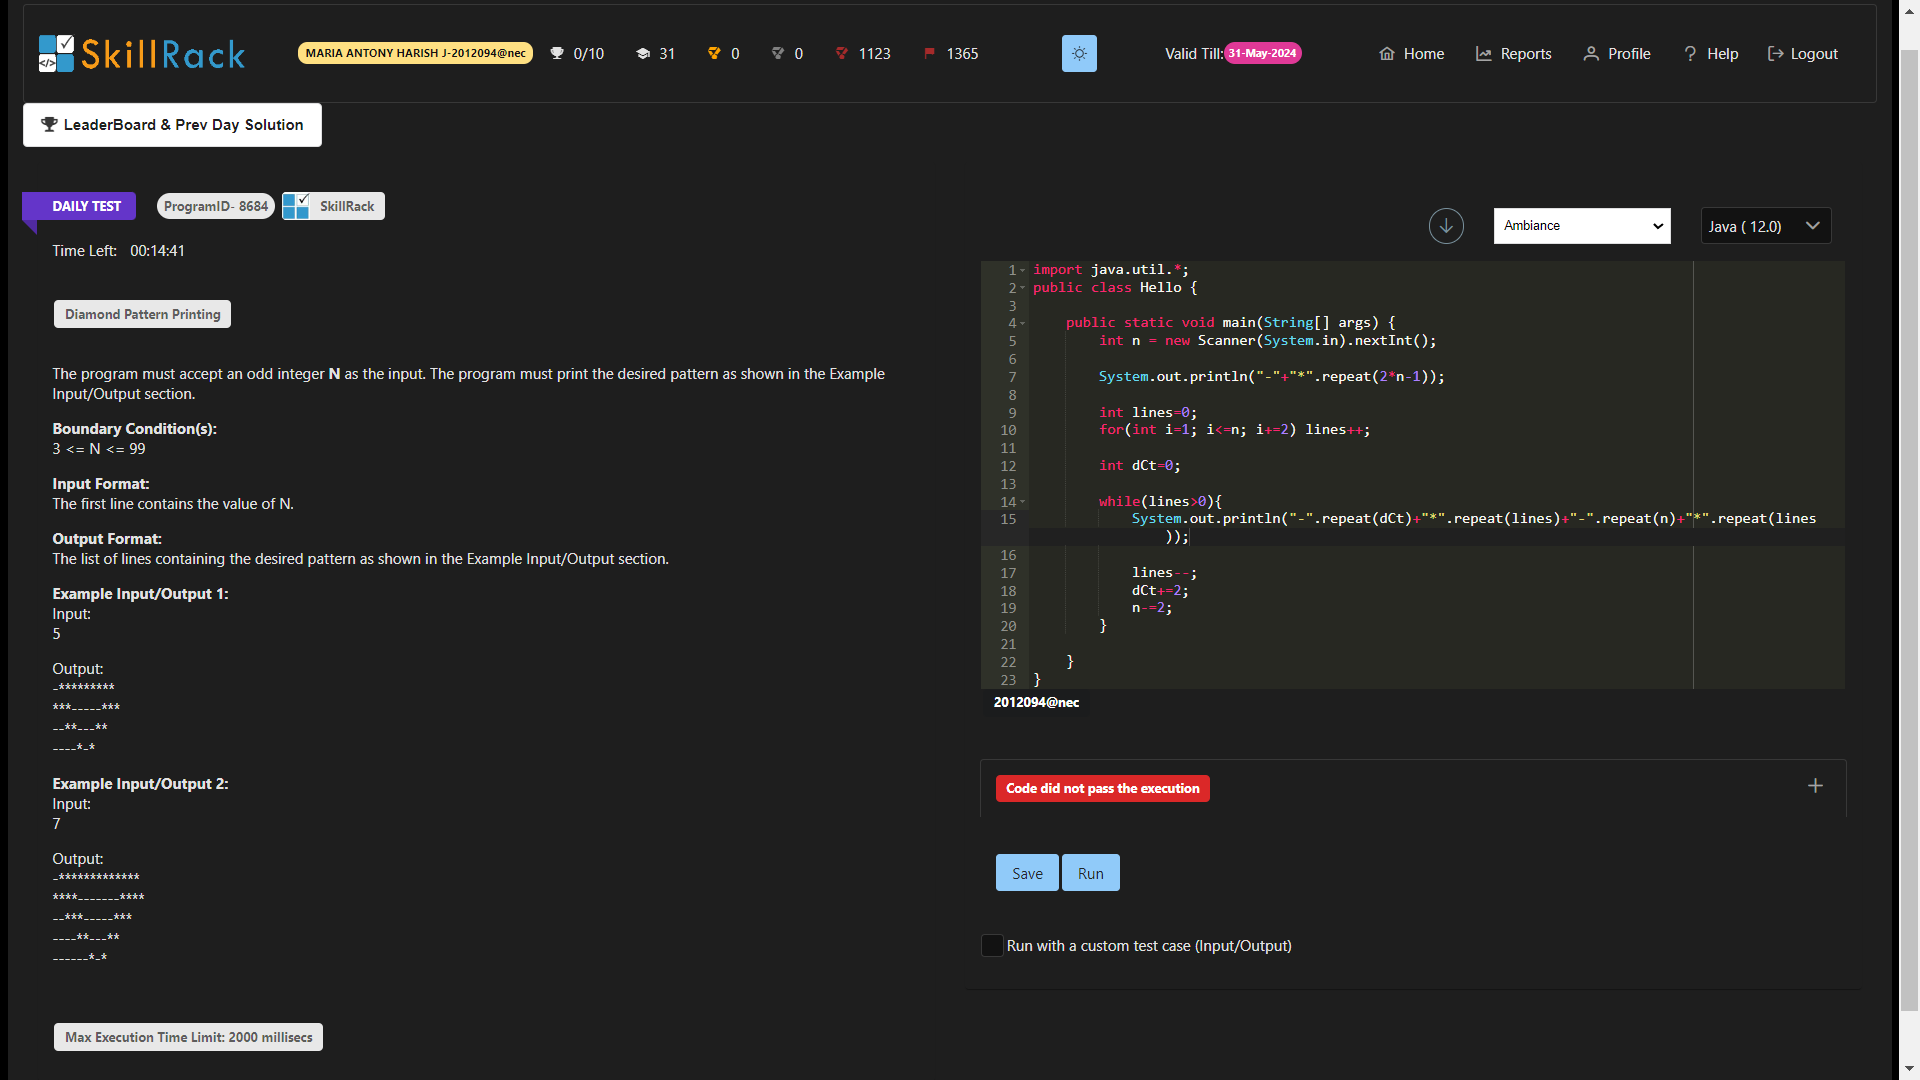 SkillRack
MARIA ANTONY HARISH J-2012094@nec
0/10
31
0
0
1123
1365
Valid Till: 31-May-2024
Home
Reports
Profile
? Help
Logout
LeaderBoard & Prev Day Solution
DAILY TEST
ProgramID- 8684
SkillRack
Time Left: 00:14:41
Diamond Pattern Printing
The program must accept an odd integer N as the input. The program must print the desired pattern as shown in the Example
Input/Output section.
Boundary Condition(s):
3 <= N <= 99
Input Format:
The first line contains the value of N.
Output Format:
The list of lines containing the desired pattern as shown in the Example Input/Output section.
Example Input/Output 1:
Input:
5
Output:
-*********
***-----***
--**---**
----*-*
Example Input/Output 2:
Input:
7
Output:
-*************
****-------****
--***-----***
----**---**
------*-*
Max Execution Time Limit: 2000 millisecs
Ambiance
Java ( 12.0)
1 import java.util.*;
2 public class Hello {
3
4     public static void main(String[] args) {
5         int n = new Scanner(System.in).nextInt();
6
7         System.out.println("-"+"*".repeat(2*n-1));
8
9         int lines=0;
10         for(int i=1; i<=n; i+=2) lines++;
11
12         int dCt=0;
13
14         while(lines>0){
15             System.out.println("-".repeat(dCt)+"*".repeat(lines)+"-".repeat(n)+"*".repeat(lines
));
16
17             lines--;
18             dCt+=2;
19             n-=2;
20         }
21
22     }
23 }
2012094@nec
Code did not pass the execution
Save
Run
Run with a custom test case (Input/Output)